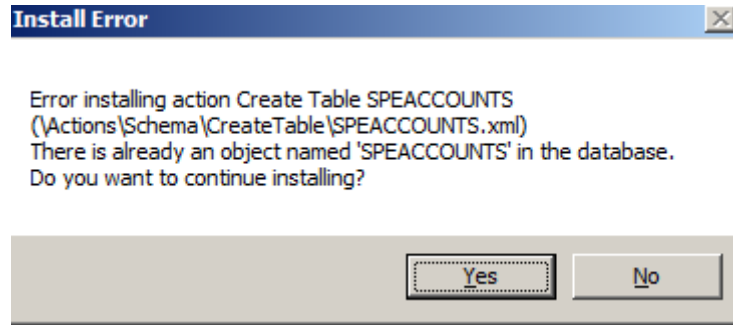 Install Error
Error installing action Create Table SPEACCOUNTS
(\Actions\Schema\CreateTable\SPEACCOUNTS.xml)
There is already an object named 'SPEACCOUNTS' in the database.
Do you want to continue installing?
Yes No